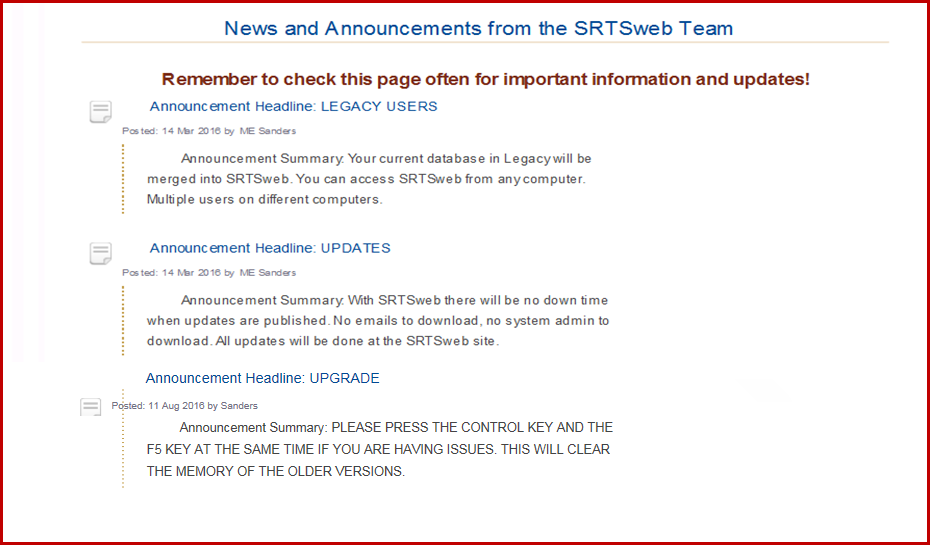 News and Announcements from the SRTSweb Team
Remember to check this page often for important information and updates!
Announcement Headline: LEGACY USERS
Posted: 14 Mar 2016 by ME Sanders
Announcement Summary: Your current database in Legacy will be
merged into SRTSweb. You can access SRTSweb from any computer.
Multiple users on different computers.
Announcement Headline: UPDATES
Posted: 14 Mar 2016 by ME Sanders
Announcement Summary: With SRTSweb there will be no down time
when updates are published. No emails to download, no system admin to
download. All updates will be done at the SRTSweb site.
Announcement Headline: UPGRADE
Posted: 11 Aug 2016 by Sanders
Announcement Summary: PLEASE PRESS THE CONTROL KEY AND THE
F5 KEY AT THE SAME TIME IF YOU ARE HAVING ISSUES. THIS WILL CLEAR
THE MEMORY OF THE OLDER VERSIONS.